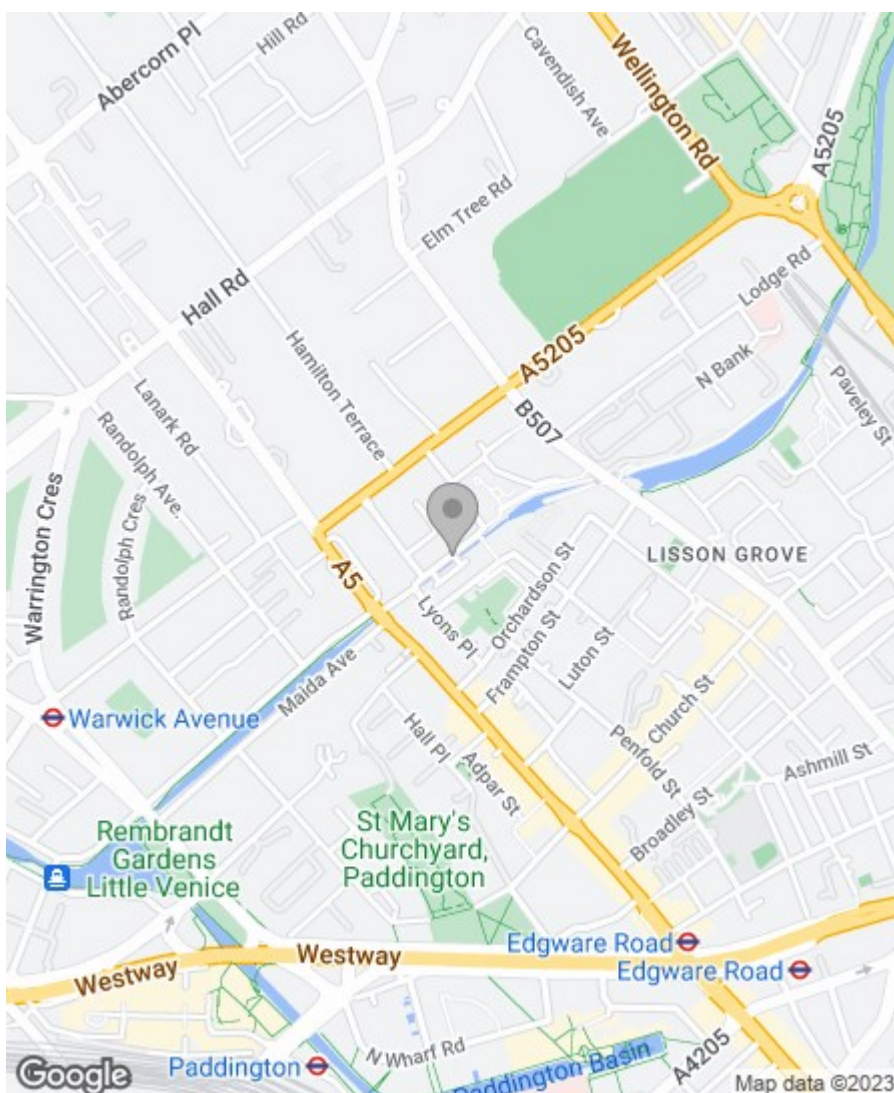 Abercorn Pl
Hill Rd
Cavendish Ave
Wellington Rd
A5205
Elm Tree Rd
Hall Rd
Lodge Rd
A5205
N Bank
Hamilton Terrace
B507
Paveley St
Lanark Rd
Randolph Ave.
Warrington Cres
Randolph Cres
LISSON GROVE
A5
Orchardson St
Lyons Pl
Frampton St
Luton St
Maida Ave
Church St
Warwick Avenue
Hall Pl
Penfold St
Adpar St
Ashmill St
Broadley St
Rembrandt
Gardens
Little Venice
St Mary's
Churchyard,
Paddington
Edgware Road
Westway
Westway
Edgware Road
N Wharf Rd
Paddington
Paddington Basin
A4205
Google
Map data ©2023